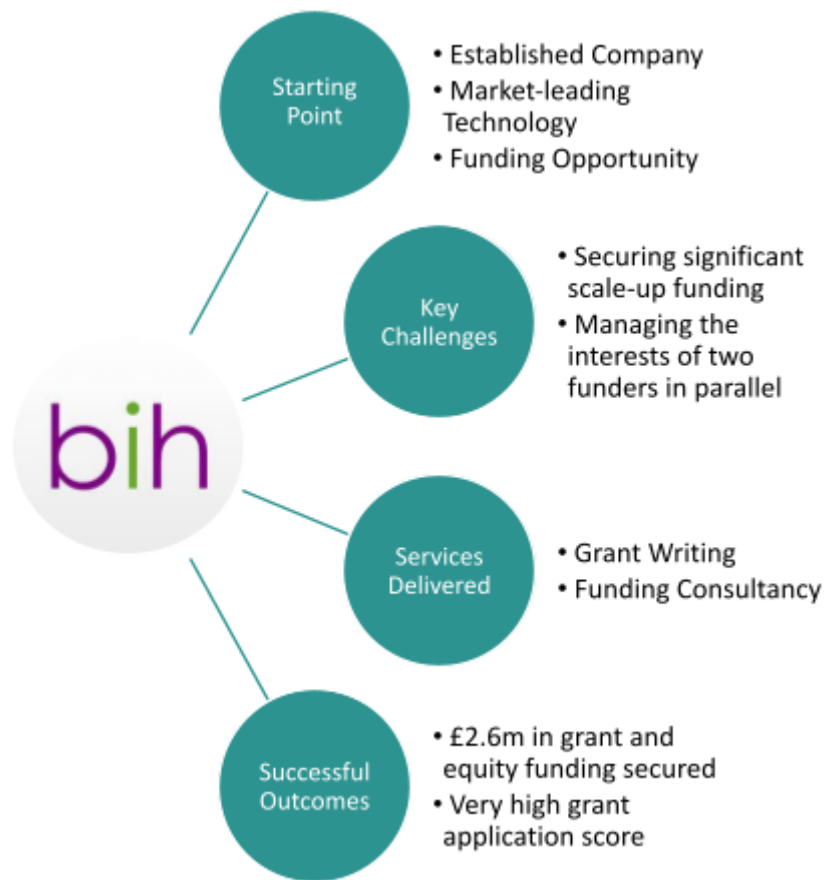 Starting
Point
• Established Company
• Market-leading
Technology
• Funding Opportunity
Key
Challenges
• Securing significant
scale-up funding
• Managing the
interests of two
funders in parallel
bih
Services
Delivered
• Grant Writing
• Funding Consultancy
Successful
Outcomes
• £2.6m in grant and
equity funding secured
• Very high grant
application score